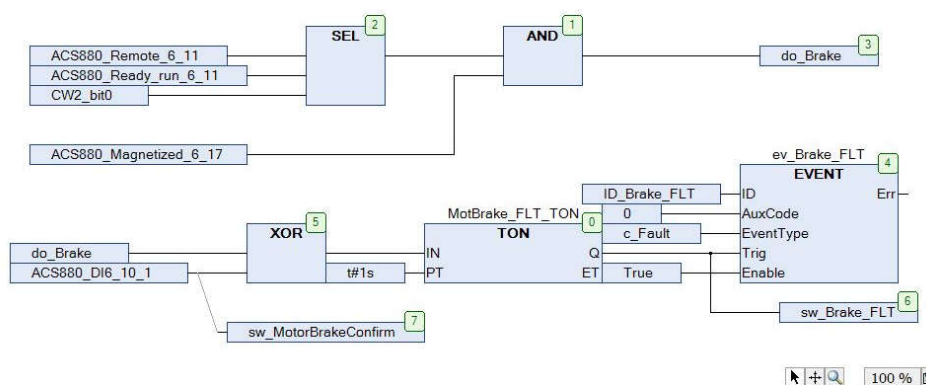 SEL
2
AND
1
ACS880_Remote_6_11
ACS880_Ready_run_6_11
CW2_bit0
do_Brake
3
ACS880_Magnetized_6_17
ev_Brake_FLT
EVENT
4
ID_Brake_FLT
ID
Err
MotBrake_FLT_TON
0
AuxCode
XOR
5
TON
0
c_Fault
EventType
do_Brake
IN
Q
Trig
ACS880_DI6_10_1
t#1s
PT
ET
True
Enable
sw_Brake_FLT
6
sw_MotorBrakeConfirm
7
100 %